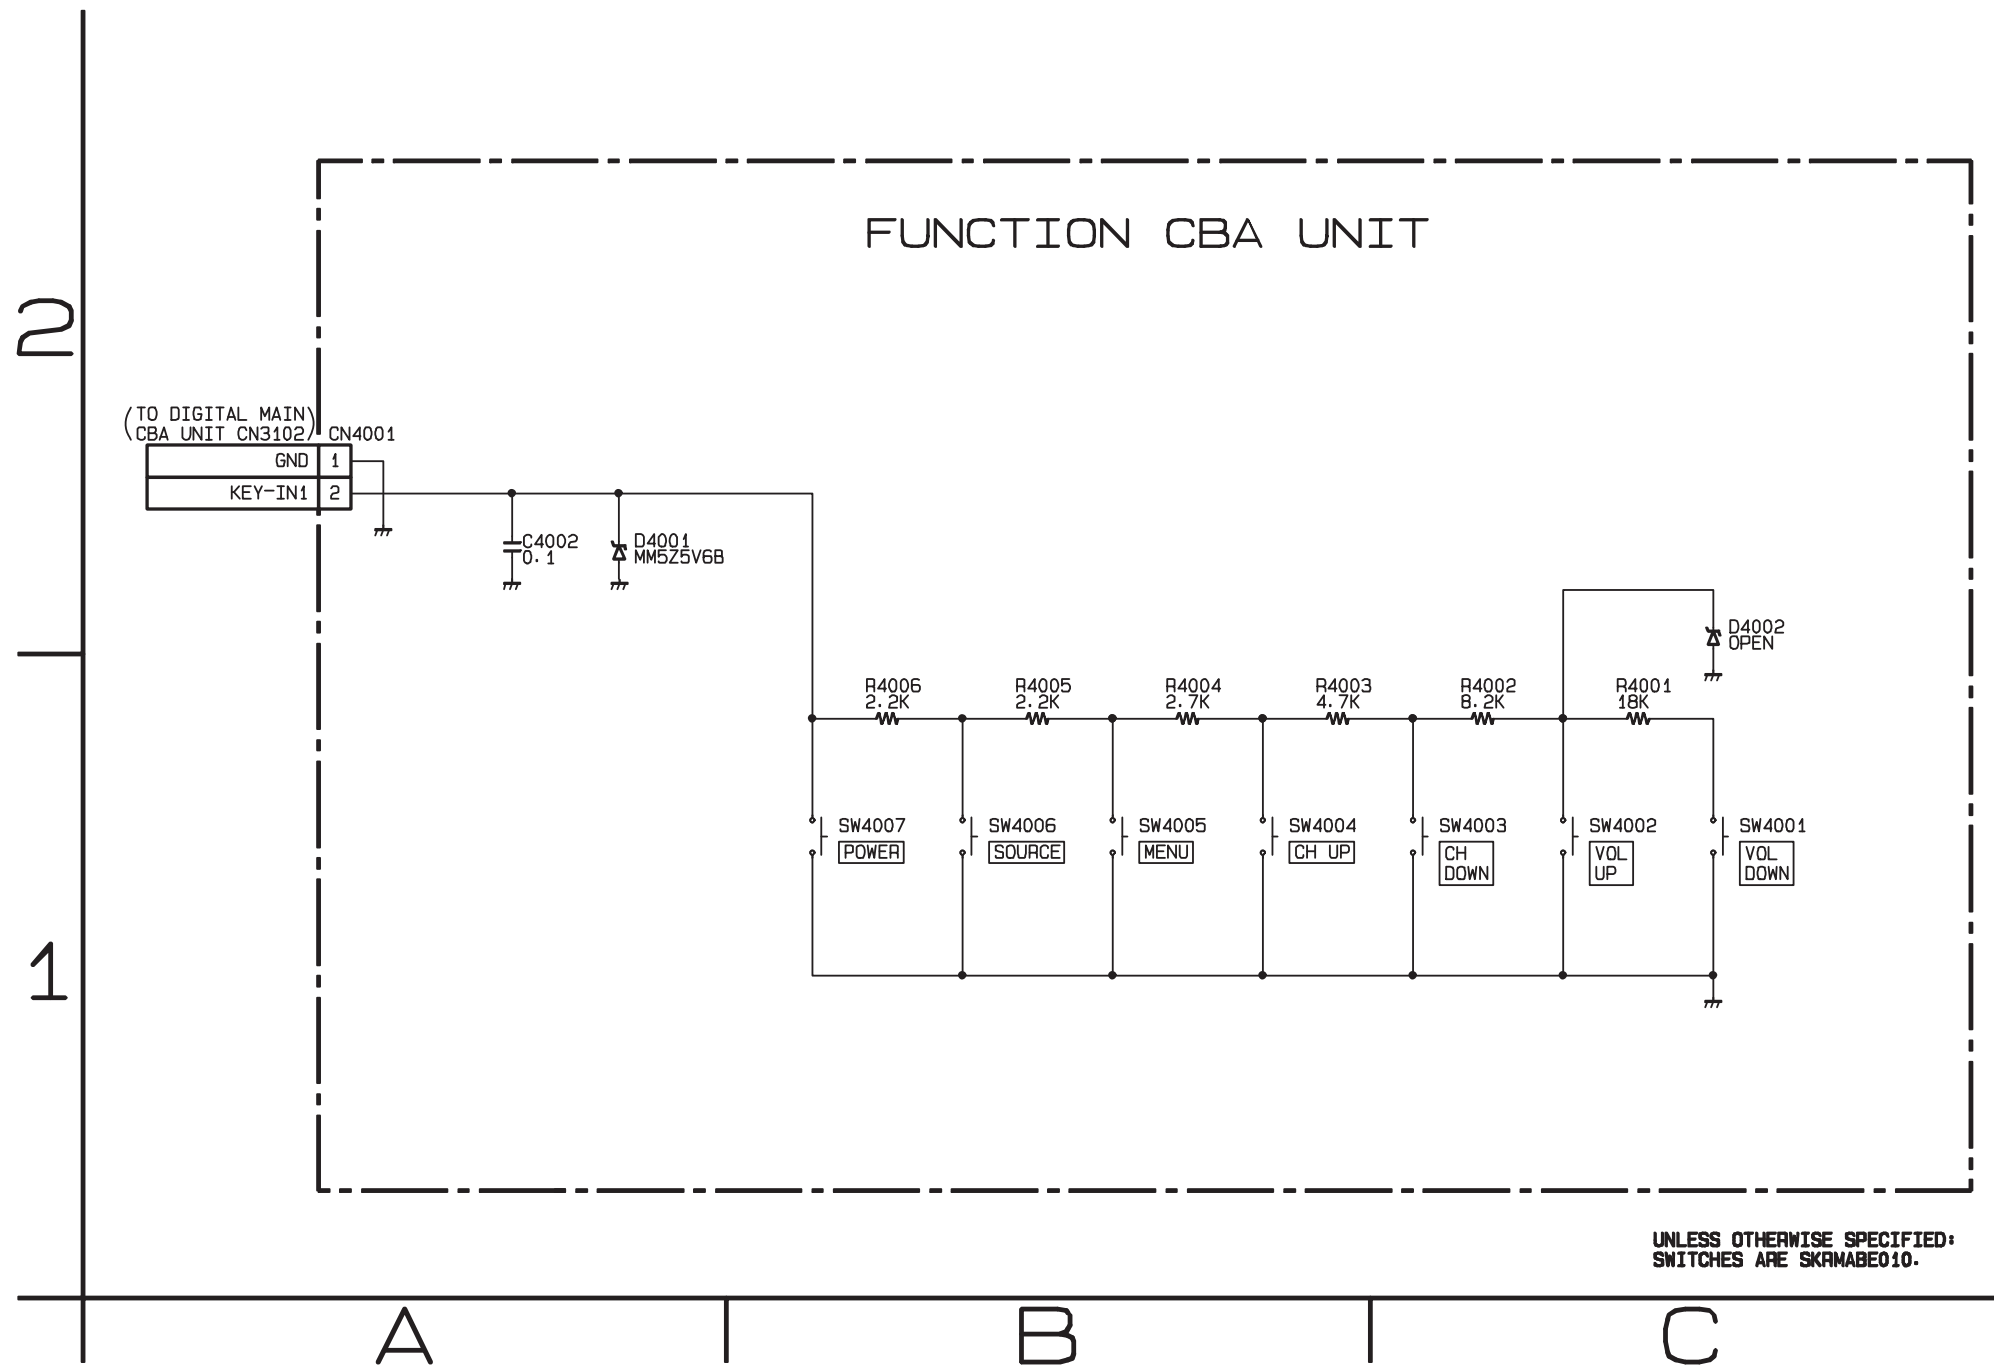 FUNCTION CBA UNIT
2
(TO DIGITAL MAIN
CBA UNIT CN3102)
CN4001
GND 1
KEY-IN1 2
C4002
0.1
D4001
MM5Z5V6B
D4002
OPEN
R4006
2.2K
R4005
2.2K
R4004
2.7K
R4003
4.7K
R4002
8.2K
R4001
18K
SW4007
POWER
SW4006
SOURCE
SW4005
MENU
SW4004
CH UP
SW4003
CH
DOWN
SW4002
VOL
UP
SW4001
VOL
DOWN
1
UNLESS OTHERWISE SPECIFIED:
SWITCHES ARE SKRMABE010.
A B C